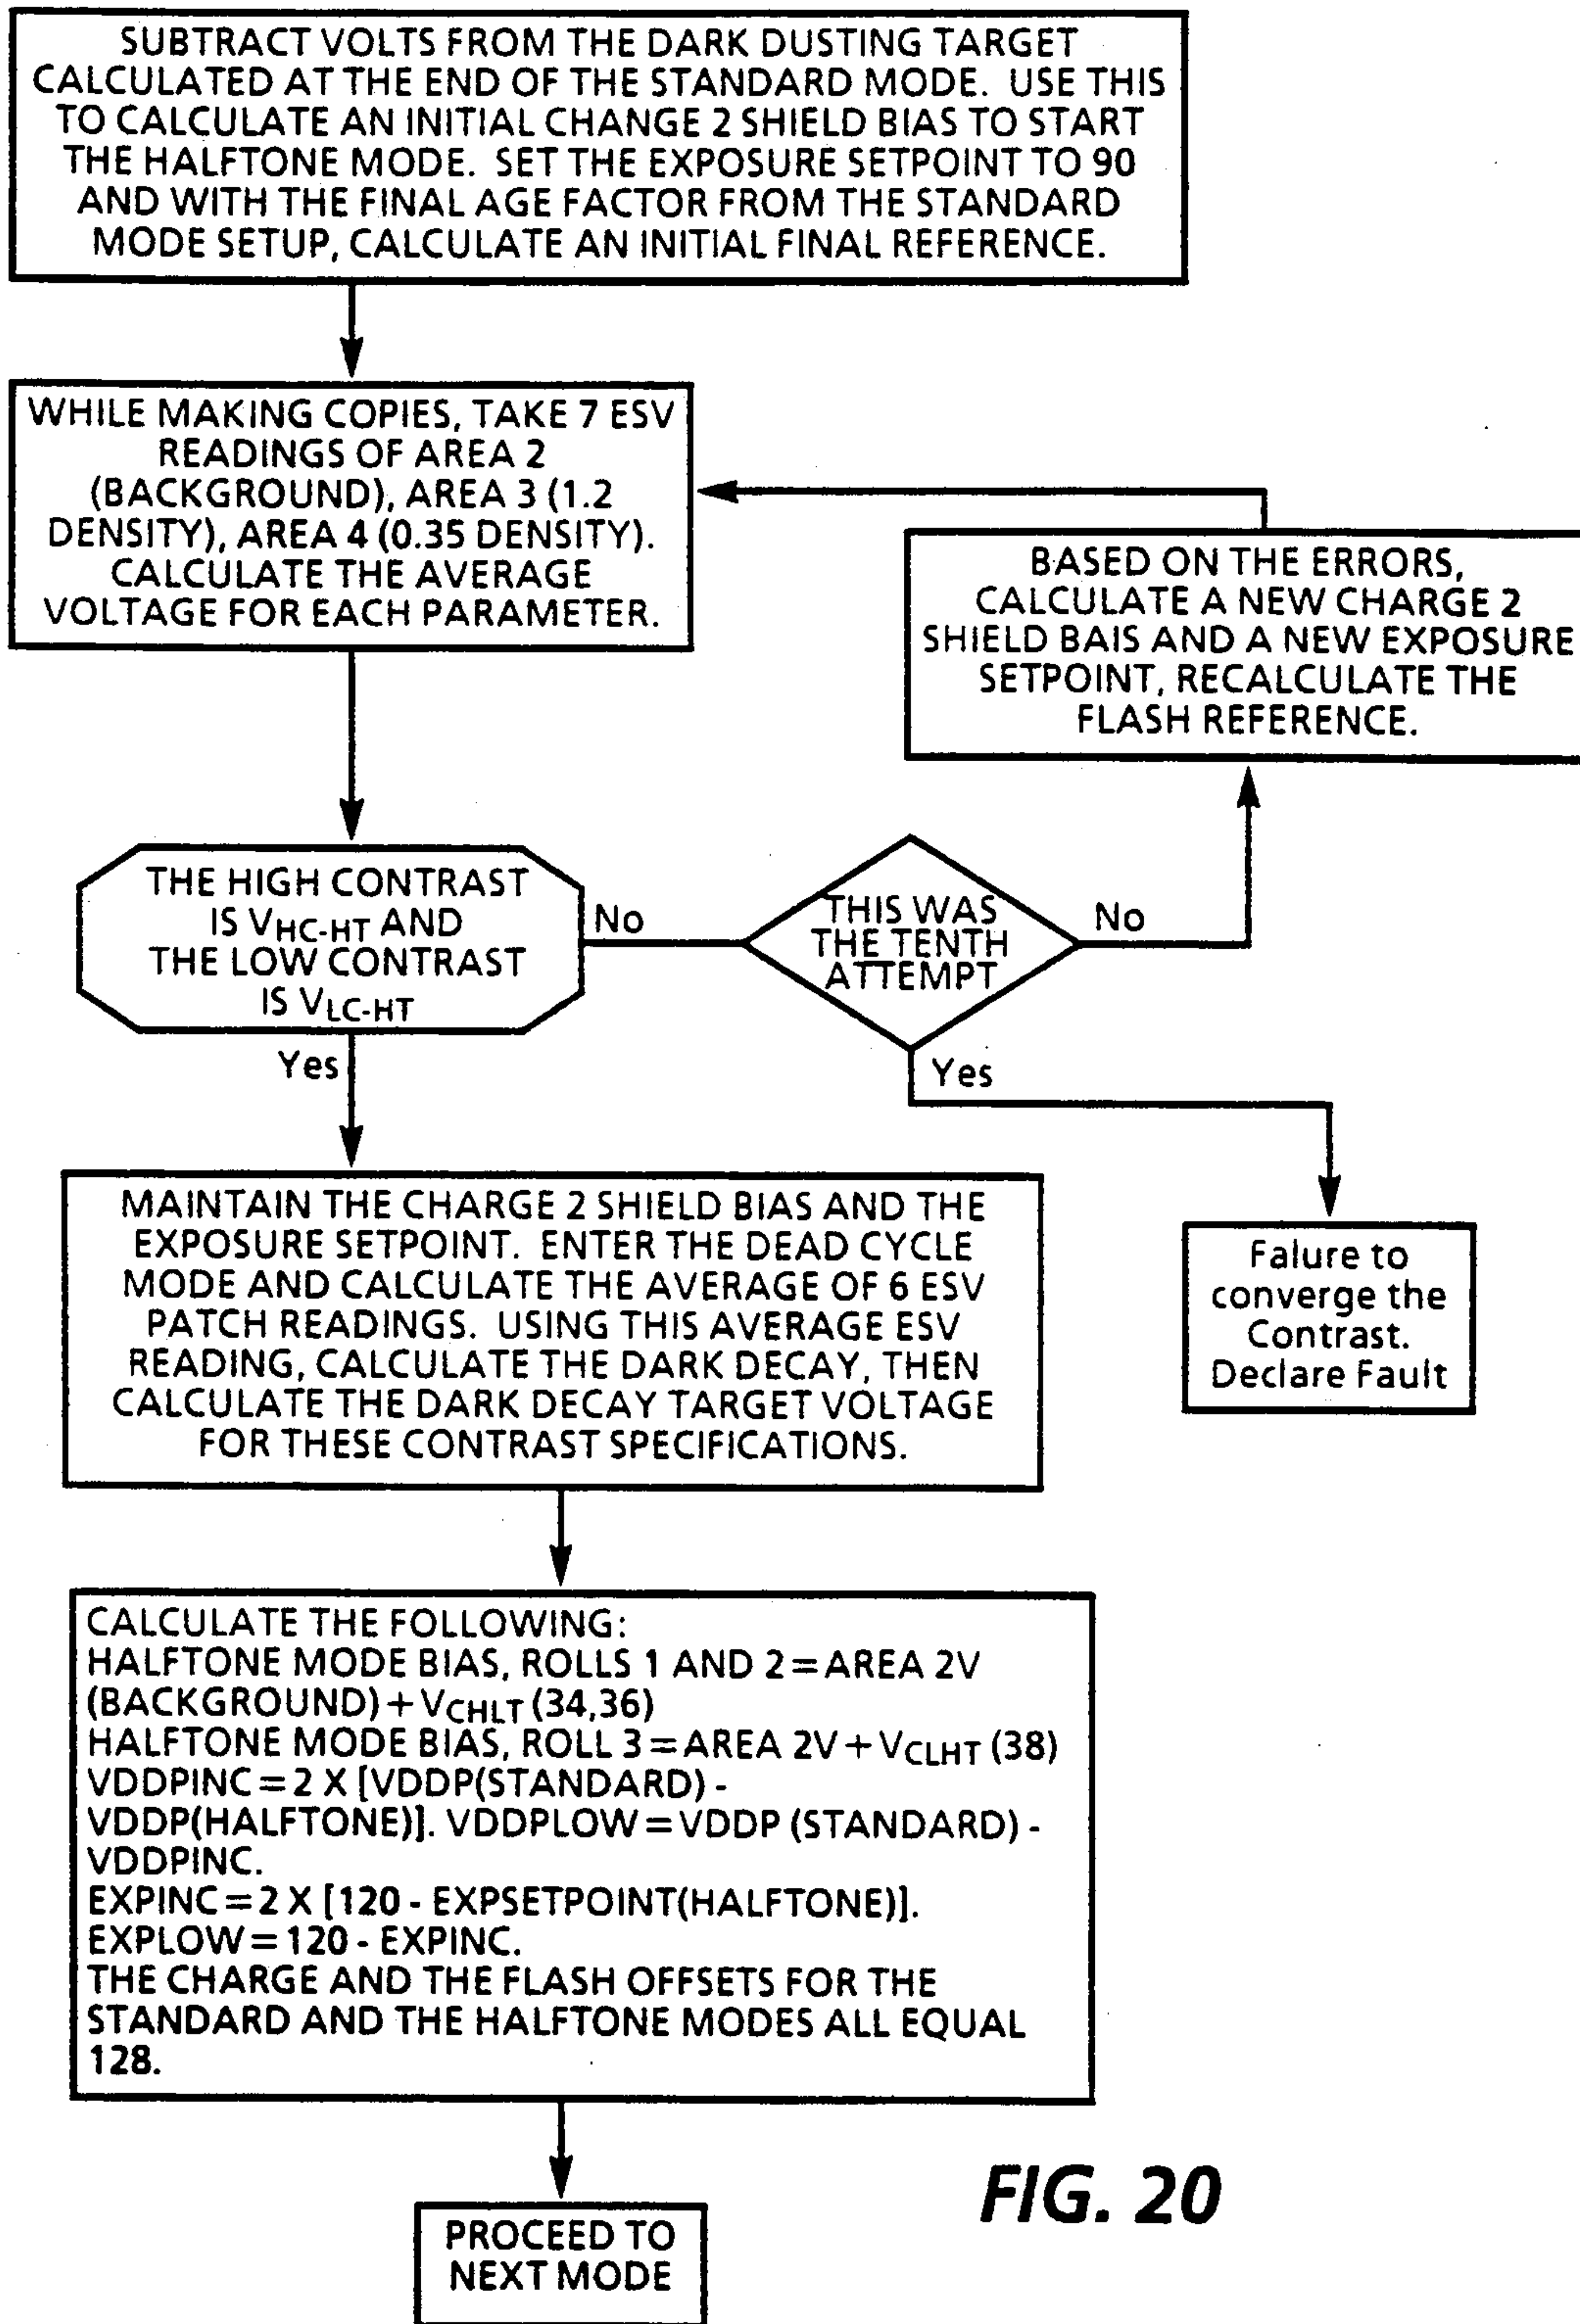 SUBTRACT VOLTS FROM THE DARK DUSTING TARGET
CALCULATED AT THE END OF THE STANDARD MODE. USE THIS
TO CALCULATE AN INITIAL CHANGE 2 SHIELD BIAS TO START
THE HALFTONE MODE. SET THE EXPOSURE SETPOINT TO 90
AND WITH THE FINAL AGE FACTOR FROM THE STANDARD
MODE SETUP, CALCULATE AN INITIAL FINAL REFERENCE.
WHILE MAKING COPIES, TAKE 7 ESV
READINGS OF AREA 2
(BACKGROUND), AREA 3 (1.2
DENSITY), AREA 4 (0.35 DENSITY).
CALCULATE THE AVERAGE
VOLTAGE FOR EACH PARAMETER.
BASED ON THE ERRORS,
CALCULATE A NEW CHARGE 2
SHIELD BAIS AND A NEW EXPOSURE
SETPOINT, RECALCULATE THE
FLASH REFERENCE.
THE HIGH CONTRAST
IS VHC-HT AND
THE LOW CONTRAST
IS VLC-HT
No
THIS WAS
THE TENTH
ATTEMPT
No
Yes
Yes
MAINTAIN THE CHARGE 2 SHIELD BIAS AND THE
EXPOSURE SETPOINT. ENTER THE DEAD CYCLE
MODE AND CALCULATE THE AVERAGE OF 6 ESV
PATCH READINGS. USING THIS AVERAGE ESV
READING, CALCULATE THE DARK DECAY, THEN
CALCULATE THE DARK DECAY TARGET VOLTAGE
FOR THESE CONTRAST SPECIFICATIONS.
Falure to
converge the
Contrast.
Declare Fault
CALCULATE THE FOLLOWING:
HALFTONE MODE BIAS, ROLLS 1 AND 2 = AREA 2V
(BACKGROUND) + VCHLT (34,36)
HALFTONE MODE BIAS, ROLL 3 = AREA 2V + VCLHT (38)
VDDPINC = 2 X [VDDP(STANDARD) -
VDDP(HALFTONE)]. VDDPLOW = VDDP (STANDARD) -
VDDPINC.
EXPINC = 2 X [120 - EXPSETPOINT(HALFTONE)].
EXPLOW = 120 - EXPINC.
THE CHARGE AND THE FLASH OFFSETS FOR THE
STANDARD AND THE HALFTONE MODES ALL EQUAL
128.
PROCEED TO
NEXT MODE
FIG. 20